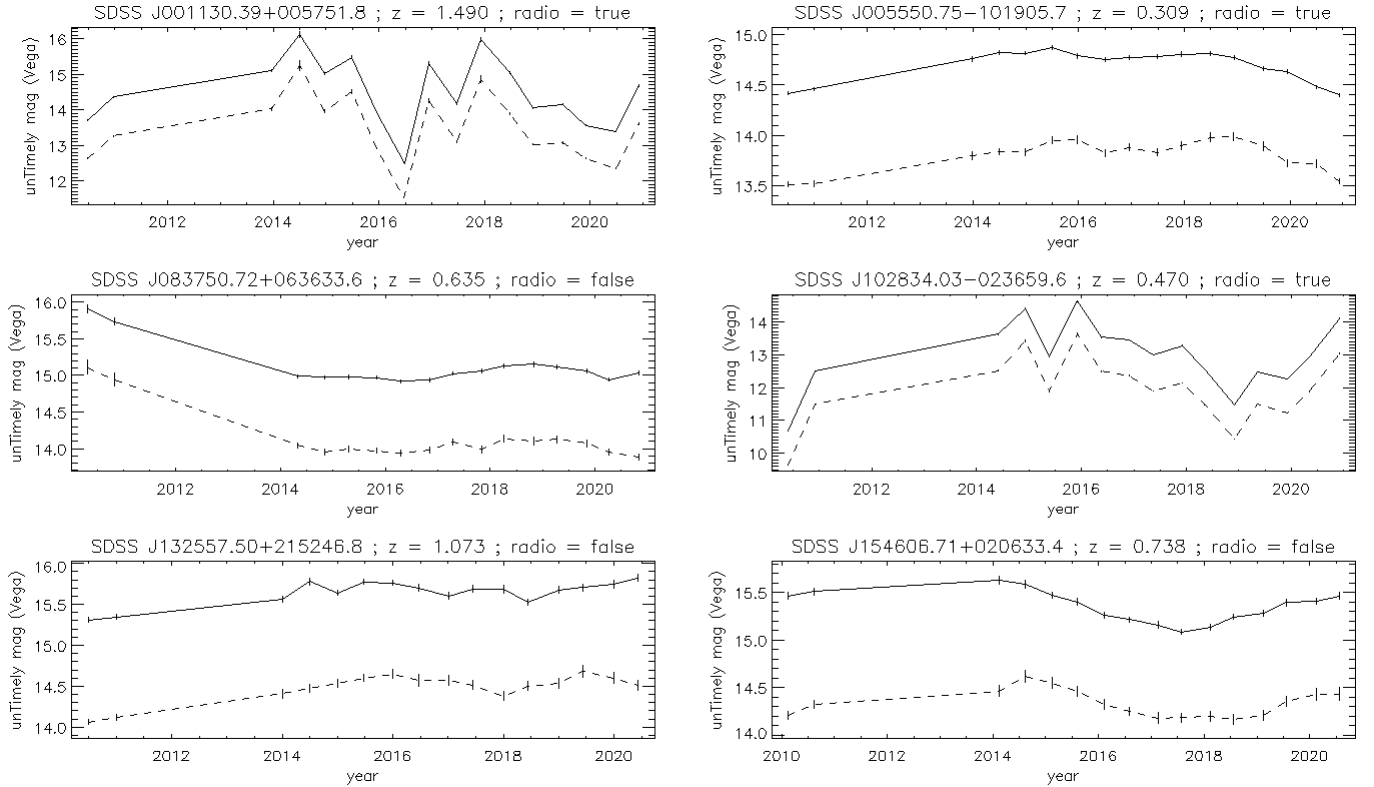 SDSS J001130.39+005751.8 ; z = 1.490 ; radio = true
unTimely mag (Vega)
16
15
14
13
12
2012 2014 2016 2018 2020
year
SDSS J005550.75-101905.7 ; z = 0.309 ; radio = true
unTimely mag (Vega)
15.0
14.5
14.0
13.5
2012 2014 2016 2018 2020
year
SDSS J083750.72+063633.6 ; z = 0.635 ; radio = false
unTimely mag (Vega)
16.0
15.5
15.0
14.5
14.0
2012 2014 2016 2018 2020
year
SDSS J102834.03-023659.6 ; z = 0.470 ; radio = true
unTimely mag (Vega)
14
13
12
11
10
2012 2014 2016 2018 2020
year
SDSS J132557.50+215246.8 ; z = 1.073 ; radio = false
unTimely mag (Vega)
16.0
15.5
15.0
14.5
14.0
2012 2014 2016 2018 2020
year
SDSS J154606.71+020633.4 ; z = 0.738 ; radio = false
unTimely mag (Vega)
15.5
15.0
14.5
14.0
2010 2012 2014 2016 2018 2020
year